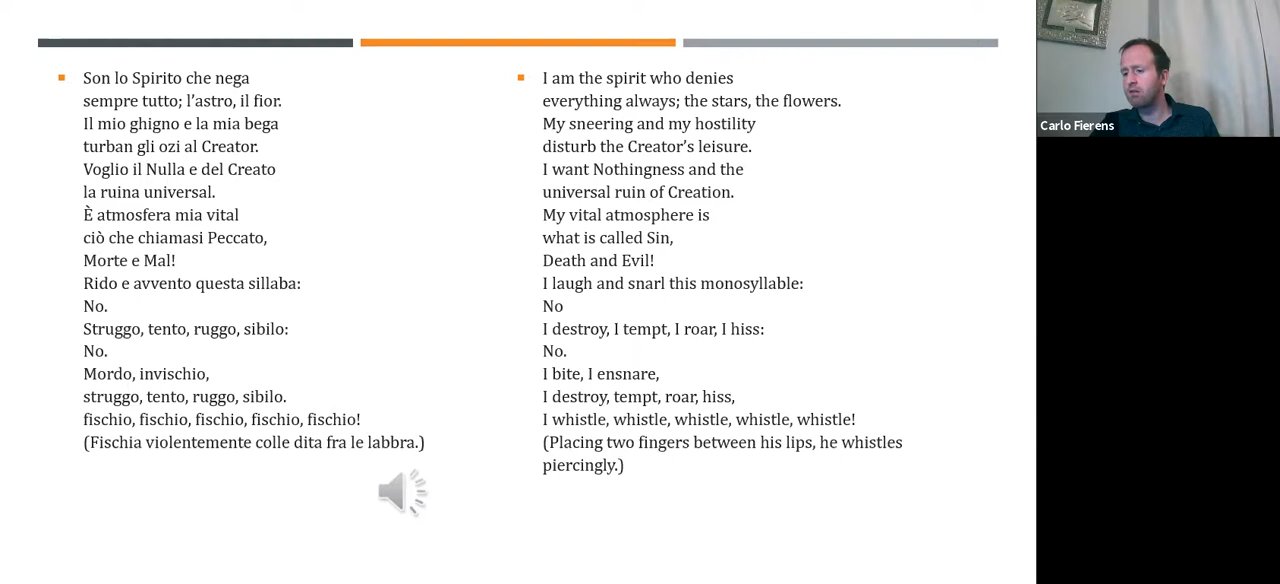 Son lo Spirito che nega
sempre tutto; l’astro, il fior.
Il mio ghigno e la mia bega
turban gli ozi al Creator.
Voglio il Nulla e del Creato
la ruina universal.
È atmosfera mia vital
ciò che chiamasi Peccato,
Morte e Mal!
Rido e avvento questa sillaba:
No.
Struggo, tento, ruggo, sibilo:
No.
Mordo, invischio,
struggo, tento, ruggo, sibilo.
fischio, fischio, fischio, fischio, fischio!
(Fischia violentemente colle dita fra le labbra.)
I am the spirit who denies
everything always; the stars, the flowers.
My sneering and my hostility
disturb the Creator’s leisure.
I want Nothingness and the
universal ruin of Creation.
My vital atmosphere is
what is called Sin,
Death and Evil!
I laugh and snarl this monosyllable:
No
I destroy, I tempt, I roar, I hiss:
No.
I bite, I ensnare,
I destroy, tempt, roar, hiss,
I whistle, whistle, whistle, whistle, whistle!
(Placing two fingers between his lips, he whistles
piercingly.)
Carlo Fierens